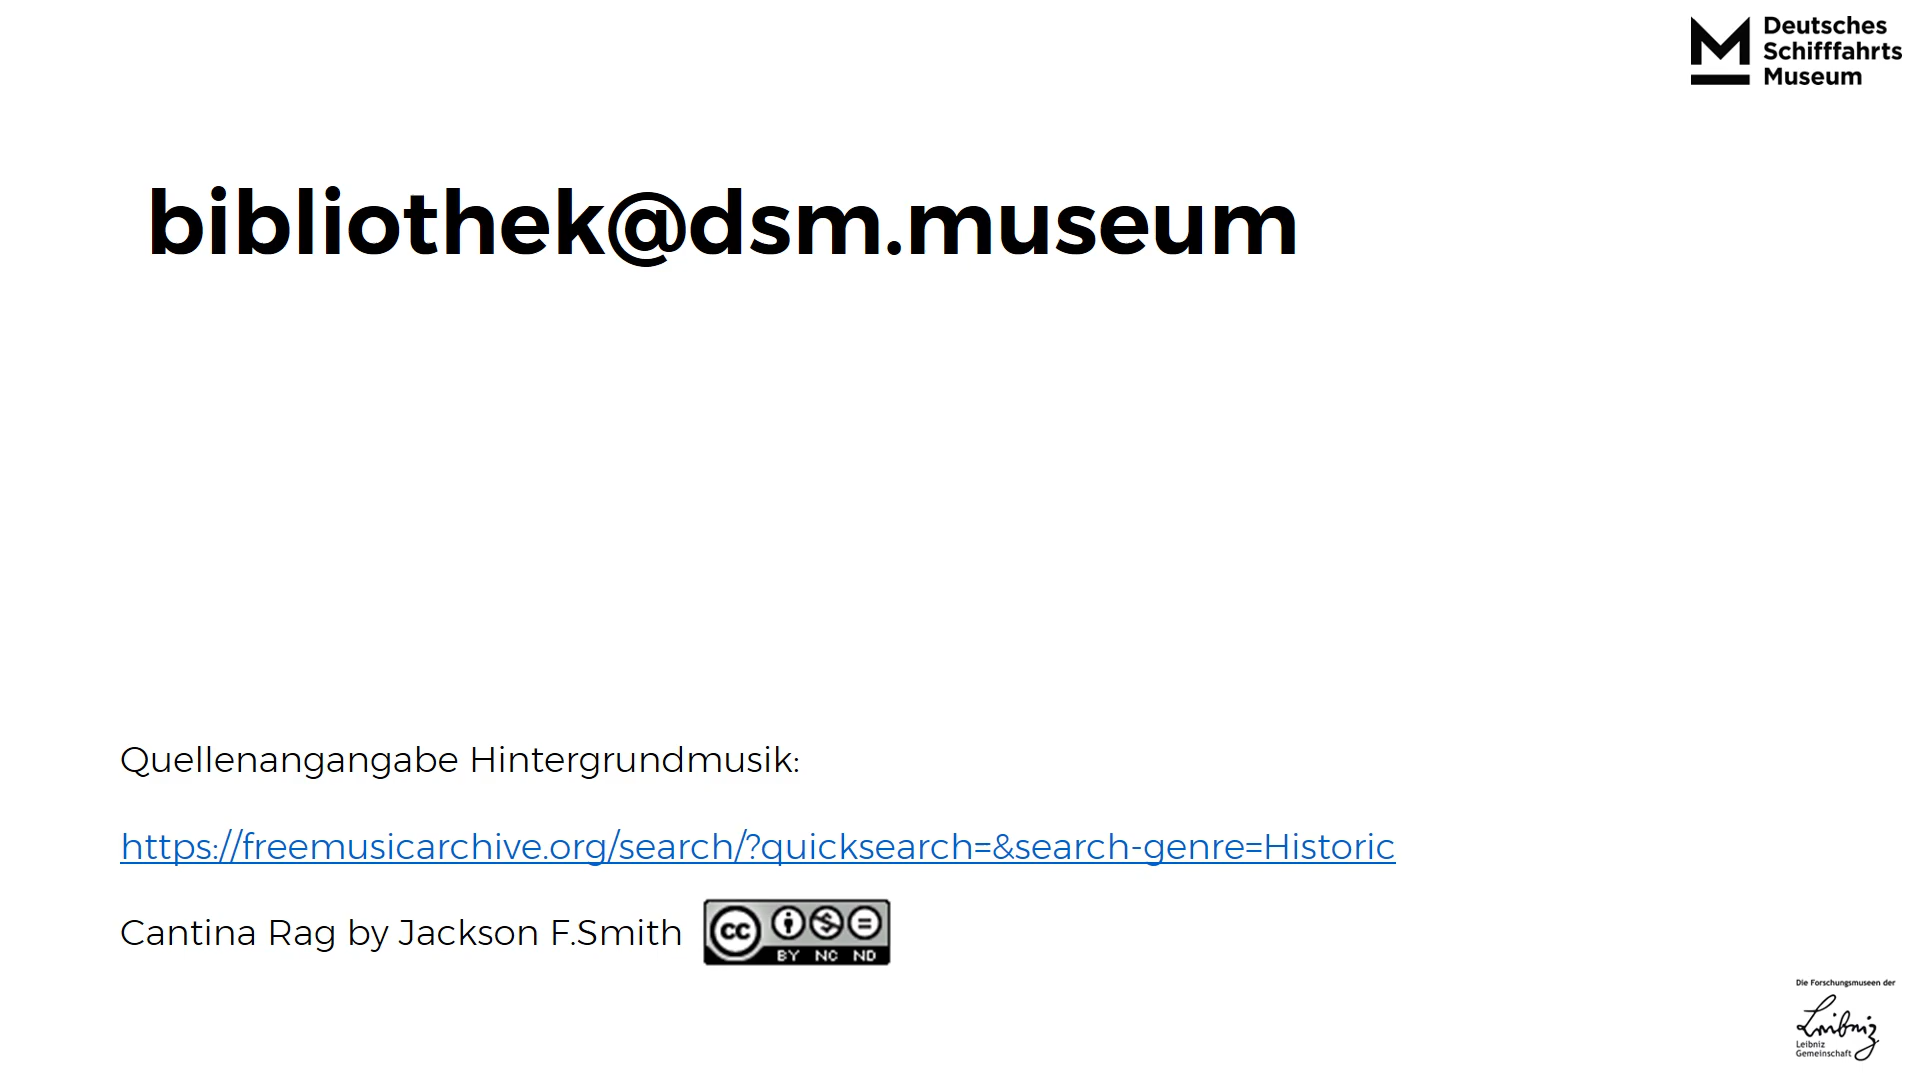 Deutsches
Schifffahrts
Museum
bibliothek@dsm.museum
Quellenangangabe Hintergrundmusik:
https://freemusicarchive.org/search/?quicksearch=&search-genre=Historic
Cantina Rag by Jackson F.Smith
cc
BY NC ND
Die Forschungsmuseen der
Leibniz
Leibniz
Gemeinschaft